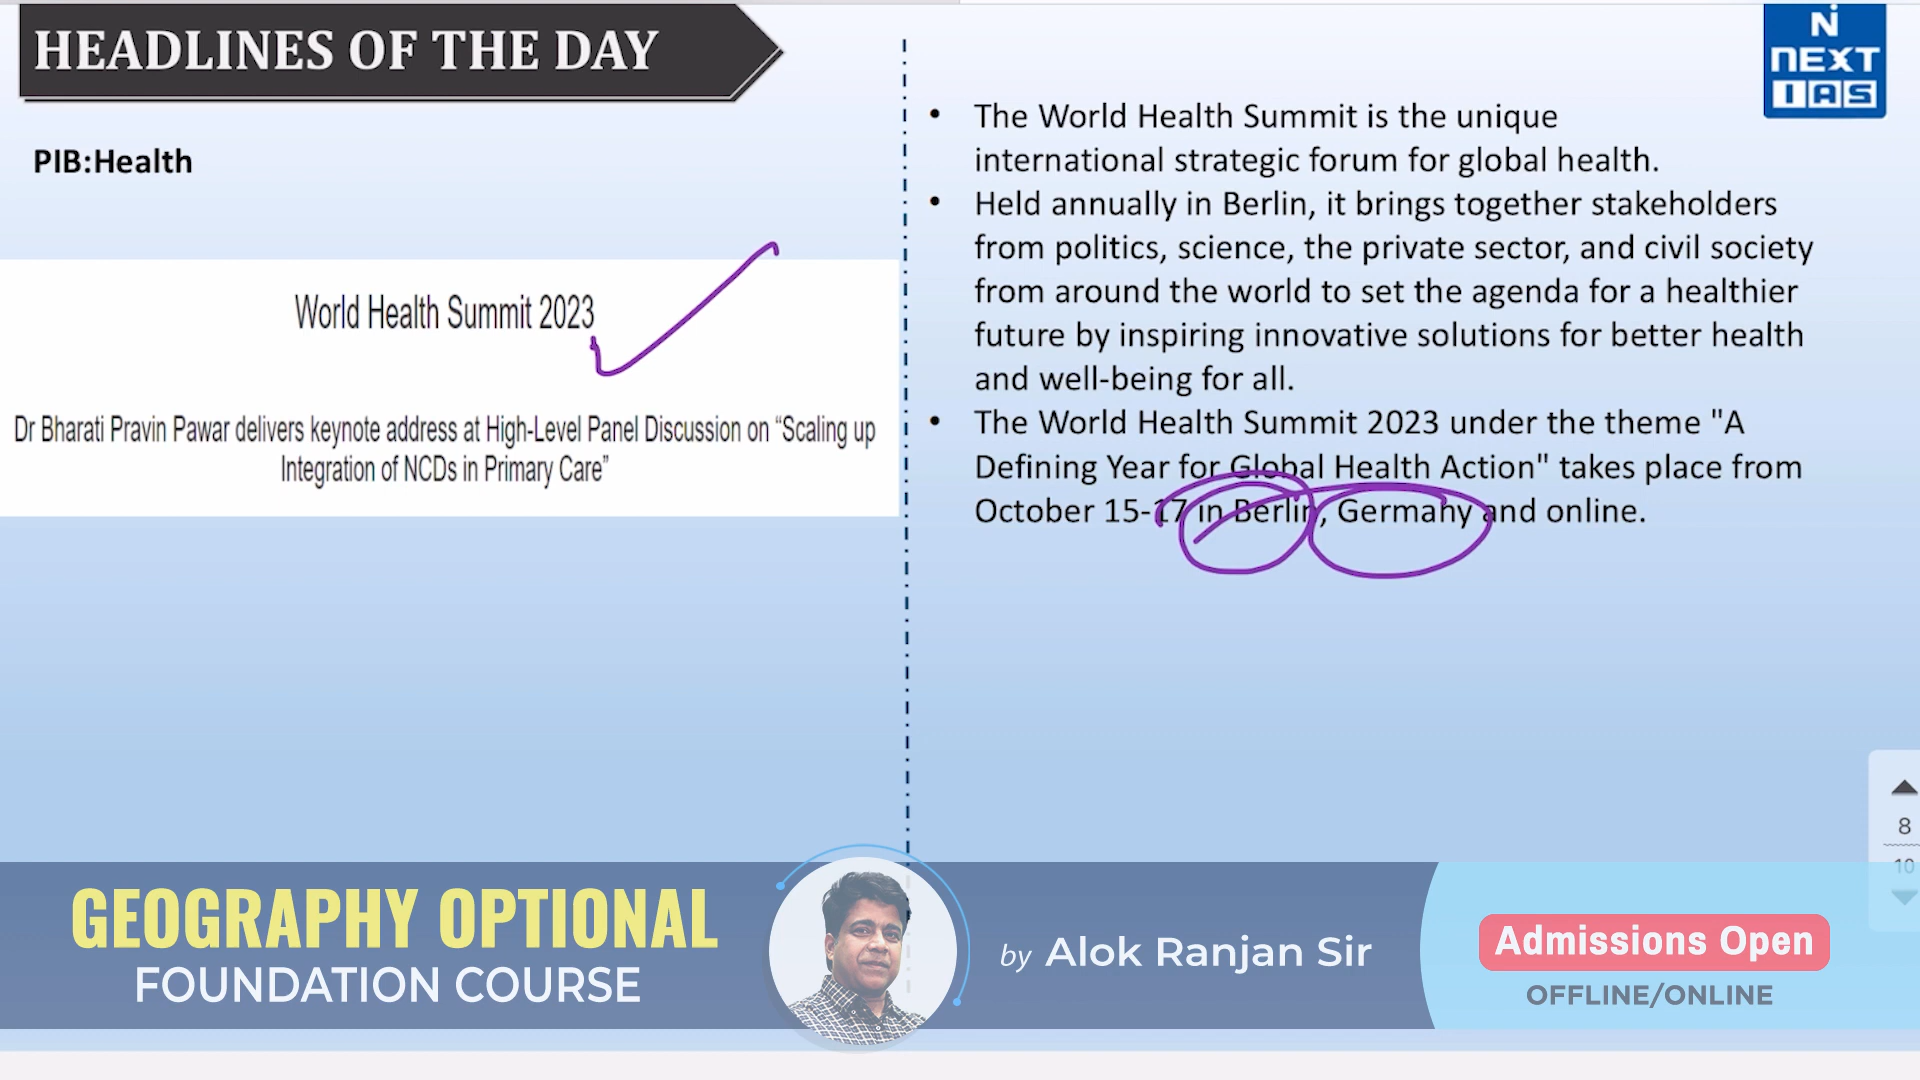 HEADLINES OF THE DAY
PIB:Health
World Health Summit 2023
Dr Bharati Pravin Pawar delivers keynote address at High-Level Panel Discussion on “Scaling up
Integration of NCDs in Primary Care”
N
NEXT
IAS
• The World Health Summit is the unique
international strategic forum for global health.
• Held annually in Berlin, it brings together stakeholders
from politics, science, the private sector, and civil society
from around the world to set the agenda for a healthier
future by inspiring innovative solutions for better health
and well-being for all.
• The World Health Summit 2023 under the theme "A
Defining Year for Global Health Action" takes place from
October 15-17 in Berlin, Germany and online.
8
10
GEOGRAPHY OPTIONAL
FOUNDATION COURSE
by Alok Ranjan Sir
Admissions Open
OFFLINE/ONLINE